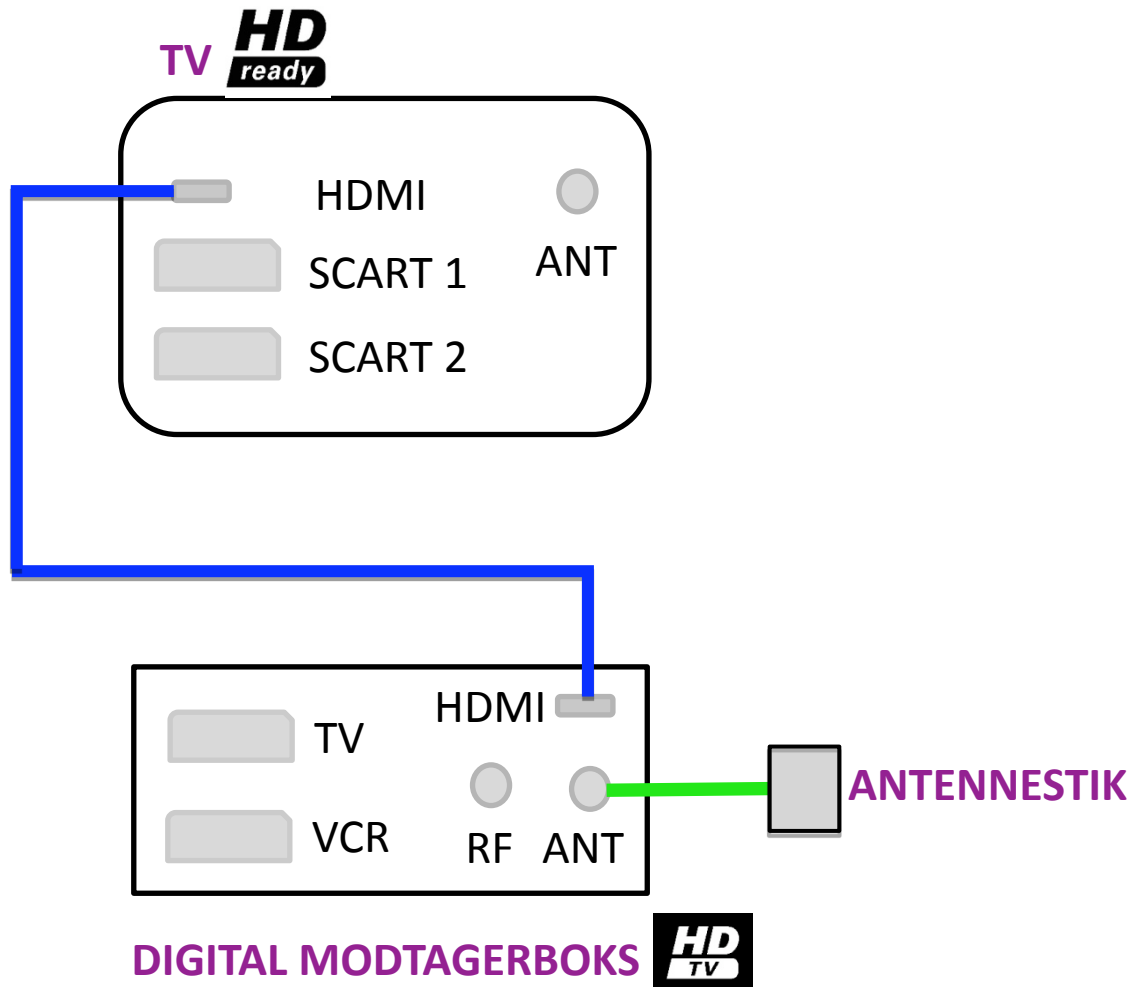 TV HD
ready
HDMI
ANT
SCART 1
SCART 2
HDMI
TV
ANTENNESTIK
VCR
RF ANT
DIGITAL MODTAGERBOKS HD
TV